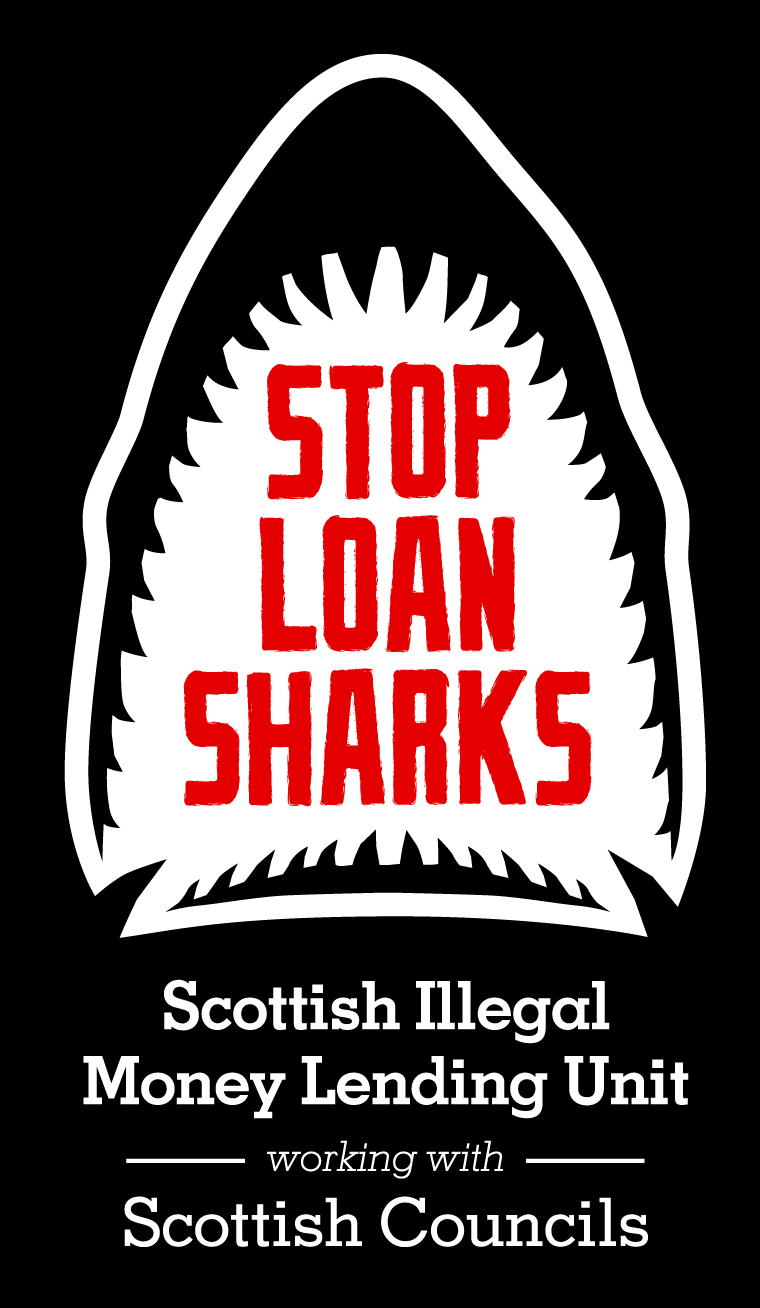 STOP
LOAN
SHARKS
Scottish Illegal
Money Lending Unit
working with
Scottish Councils